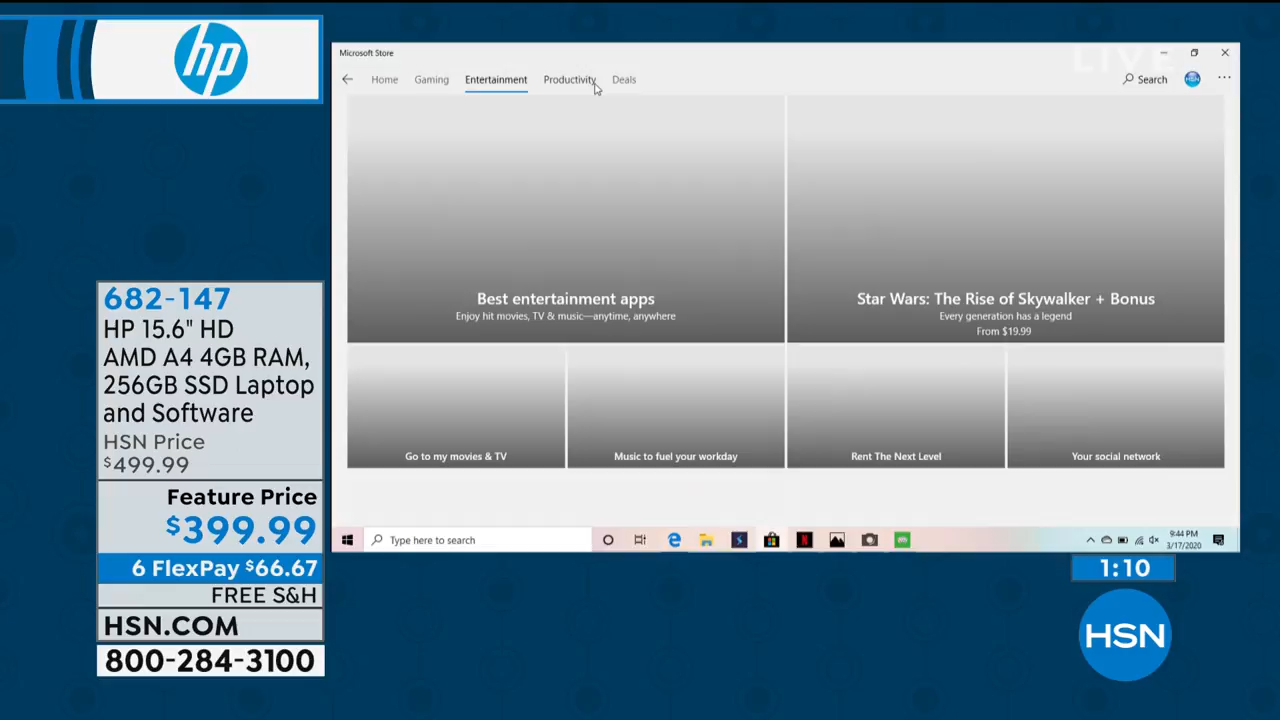 hp
682-147
HP 15.6" HD
AMD A4 4GB RAM,
256GB SSD Laptop
and Software
HSN Price
$499.99
Feature Price
$399.99
6 FlexPay $66.67
FREE S&H
HSN.COM
800-284-3100
Microsoft Store
LIVE
Home Gaming Entertainment Productivity Deals
Search
HSN
Best entertainment apps
Enjoy hit movies, TV & music—anytime, anywhere
Star Wars: The Rise of Skywalker + Bonus
Every generation has a legend
From $19.99
Go to my movies & TV
Music to fuel your workday
Rent The Next Level
Your social network
Type here to search
N
9:44 PM
3/17/2020
1:10
HSN